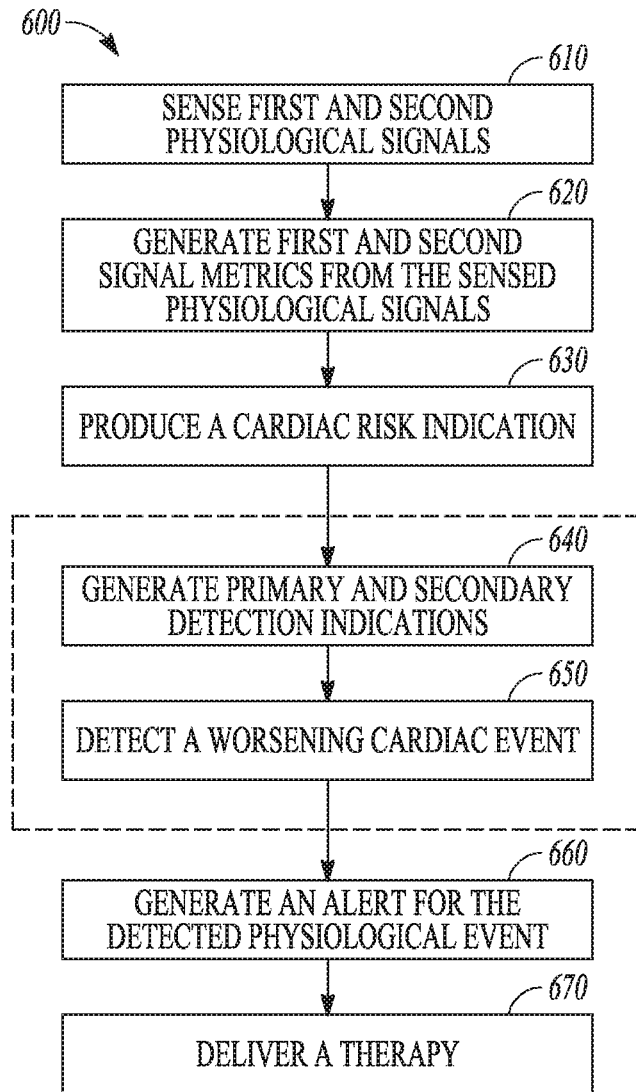 600
610
SENSE FIRST AND SECOND
PHYSIOLOGICAL SIGNALS
620
GENERATE FIRST AND SECOND
SIGNAL METRICS FROM THE SENSED
PHYSIOLOGICAL SIGNALS
630
PRODUCE A CARDIAC RISK INDICATION
640
GENERATE PRIMARY AND SECONDARY
DETECTION INDICATIONS
650
DETECT A WORSENING CARDIAC EVENT
660
GENERATE AN ALERT FOR THE
DETECTED PHYSIOLOGICAL EVENT
670
DELIVER A THERAPY